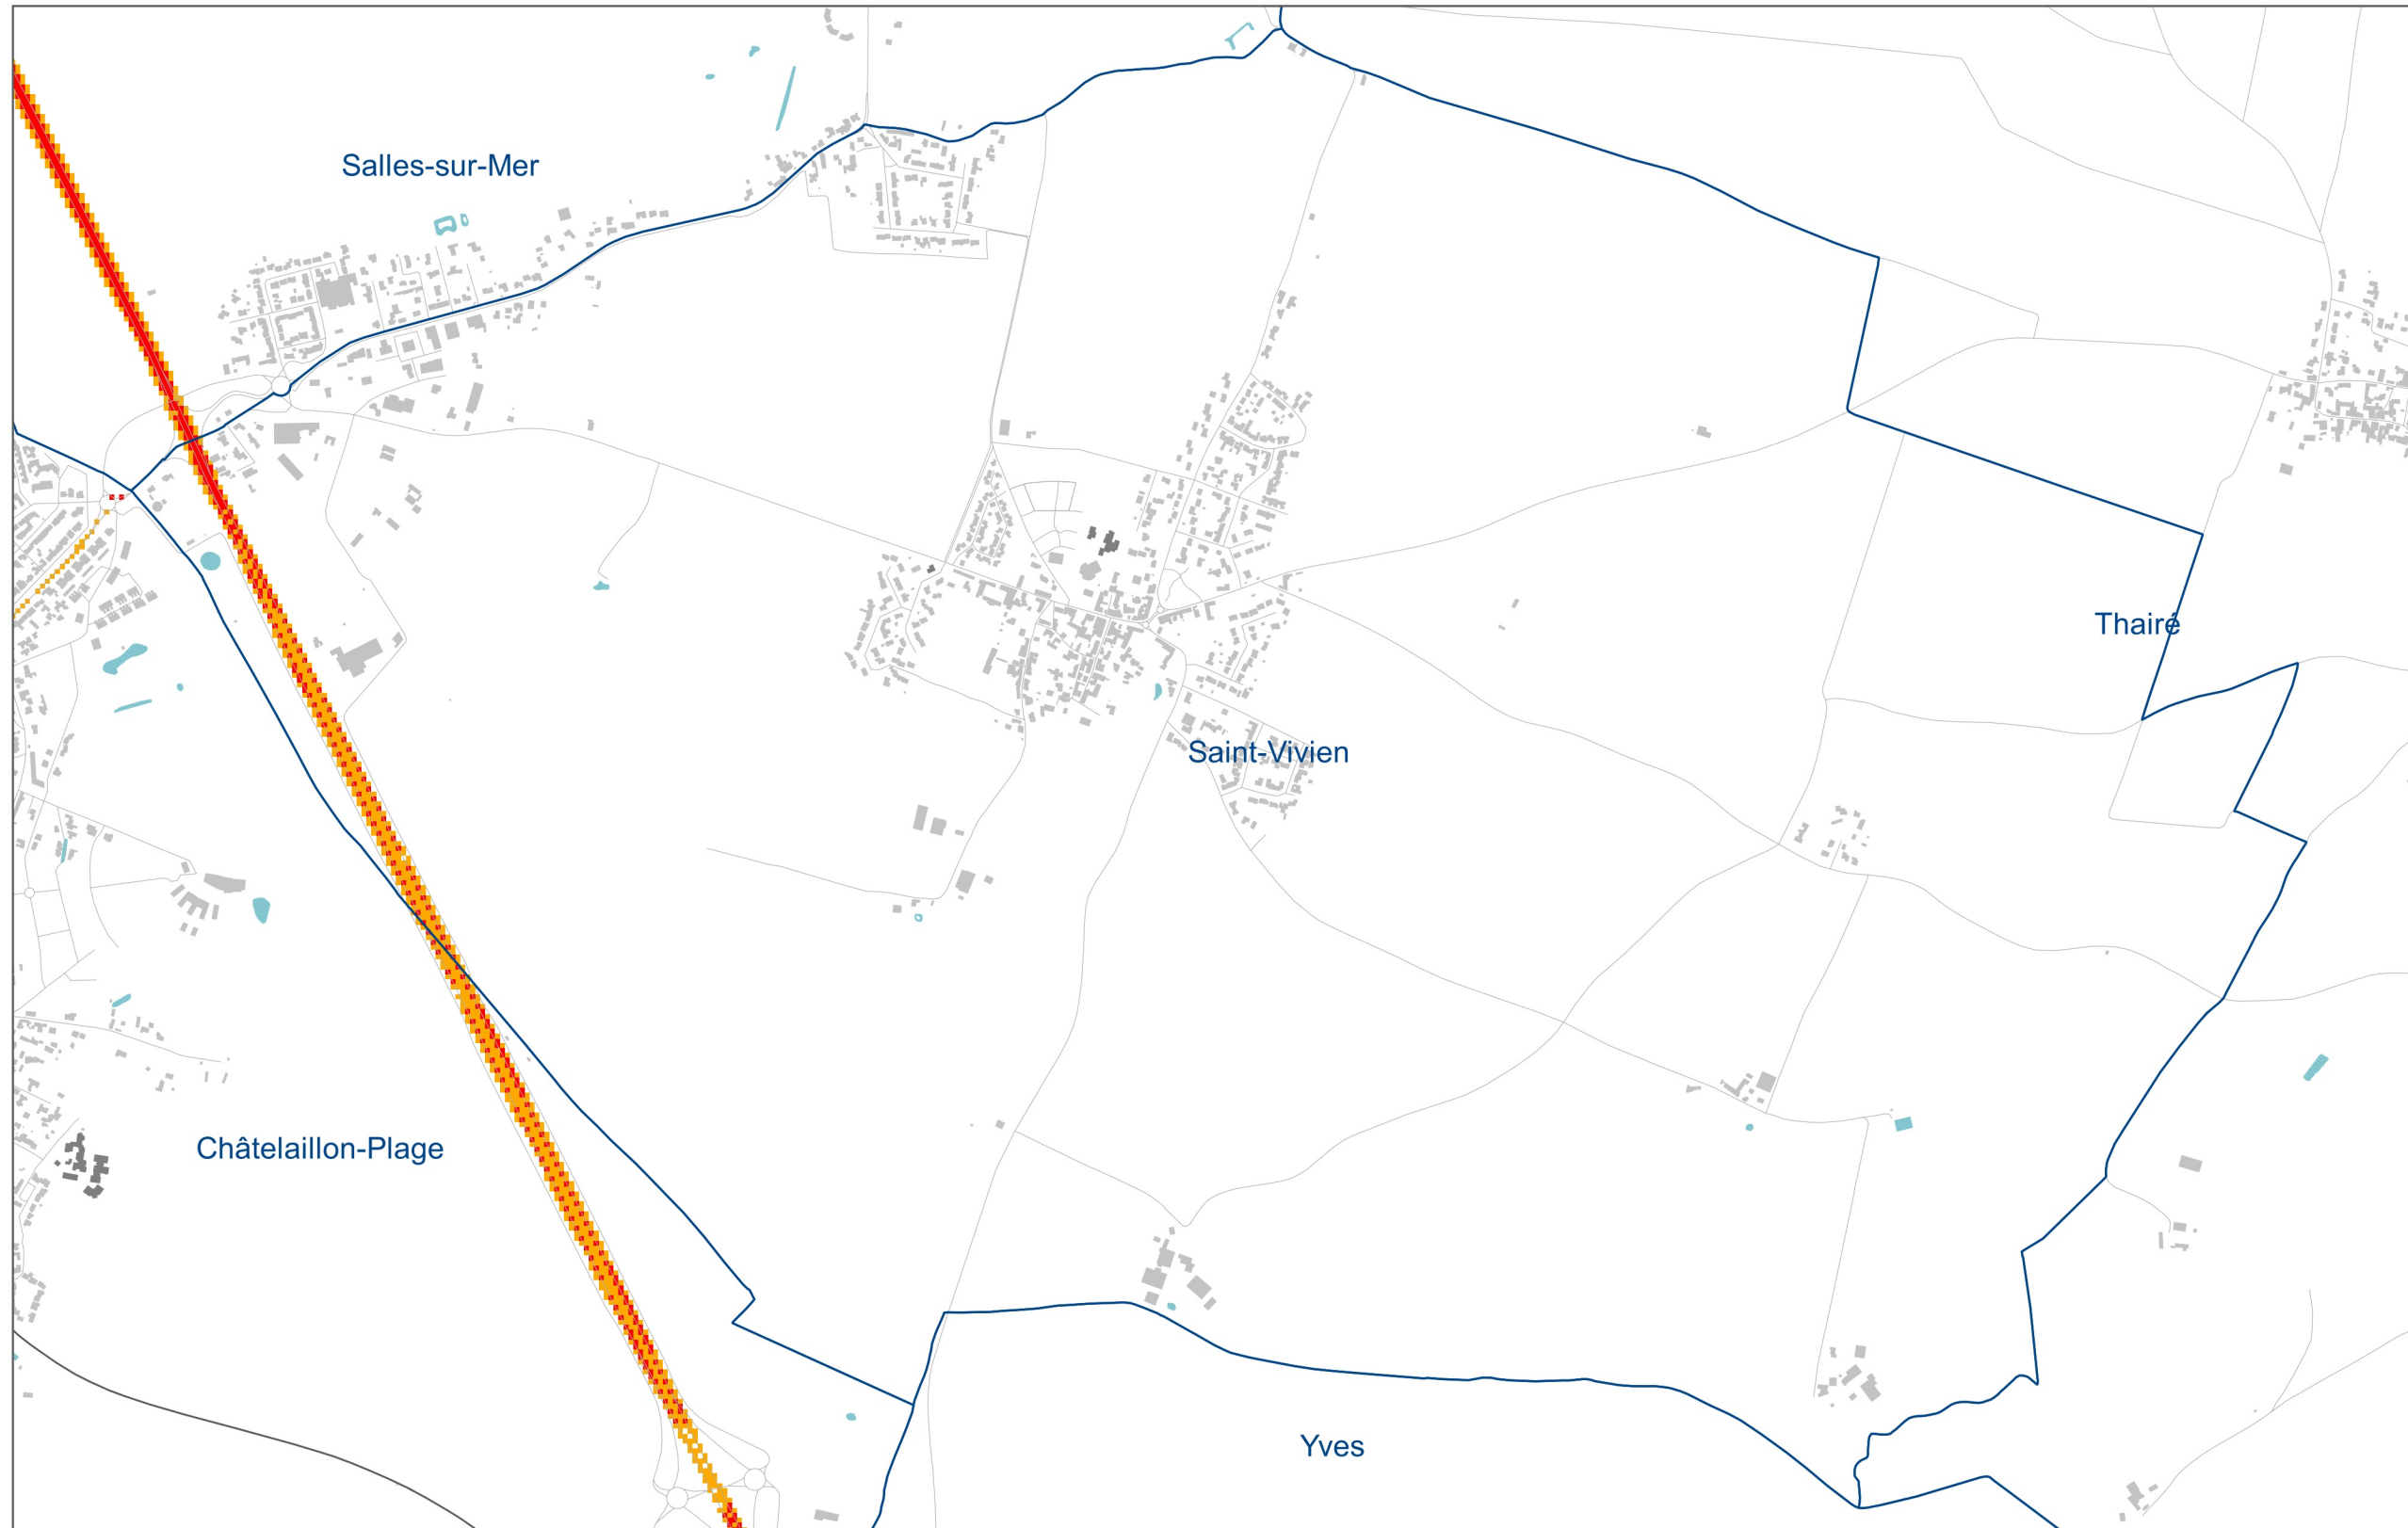 Salles-sur-Mer
Thairé
Saint-Vivien
Châtelaillon-Plage
Yves